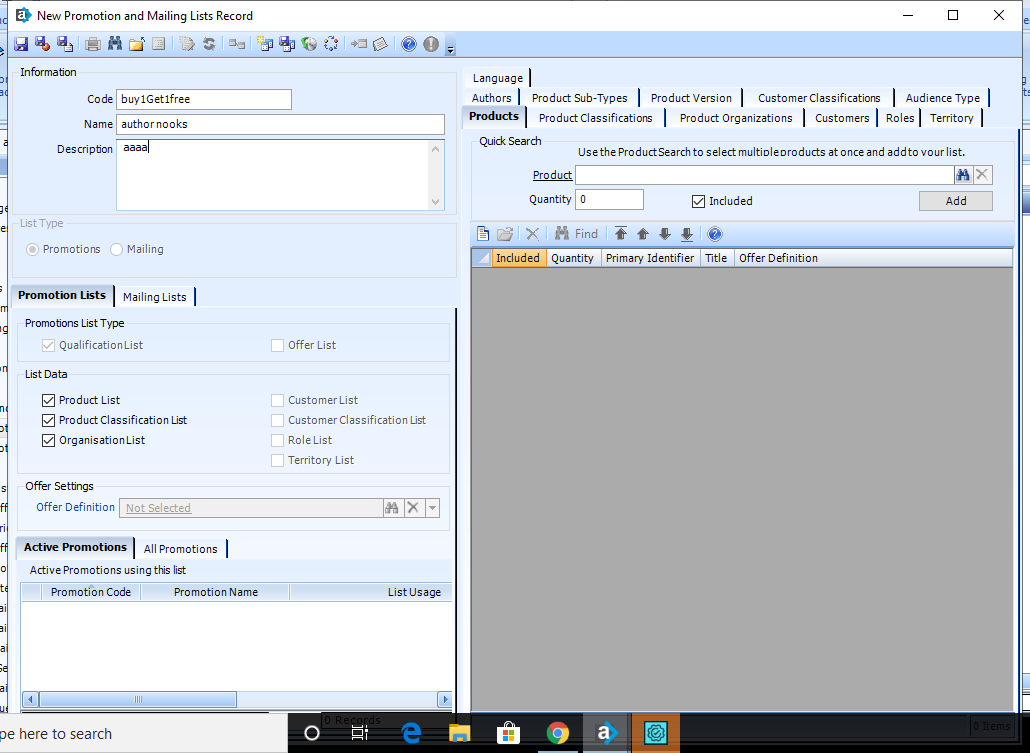 New Promotion and Mailing Lists Record
Information
Code buy1Get1free
Name author nooks
Description aaaa
List Type
Promotions Mailing
Promotion Lists Mailing Lists
Promotions List Type
Qualification List Offer List
List Data
Product List Customer List
Product Classification List Customer Classification List
Organisation List Role List
Territory List
Offer Settings
Offer Definition Not Selected
Active Promotions All Promotions
Active Promotions using this list
Promotion Code Promotion Name List Usage
Language
Authors Product Sub-Types Product Version Customer Classifications Audience Type
Products Product Classifications Product Organizations Customers Roles Territory
Quick Search
Use the Product Search to select multiple products at once and add to your list.
Product
Quantity 0 Included Add
Find
Included Quantity Primary Identifier Title Offer Definition
0 Records 0 Items
pe here to search